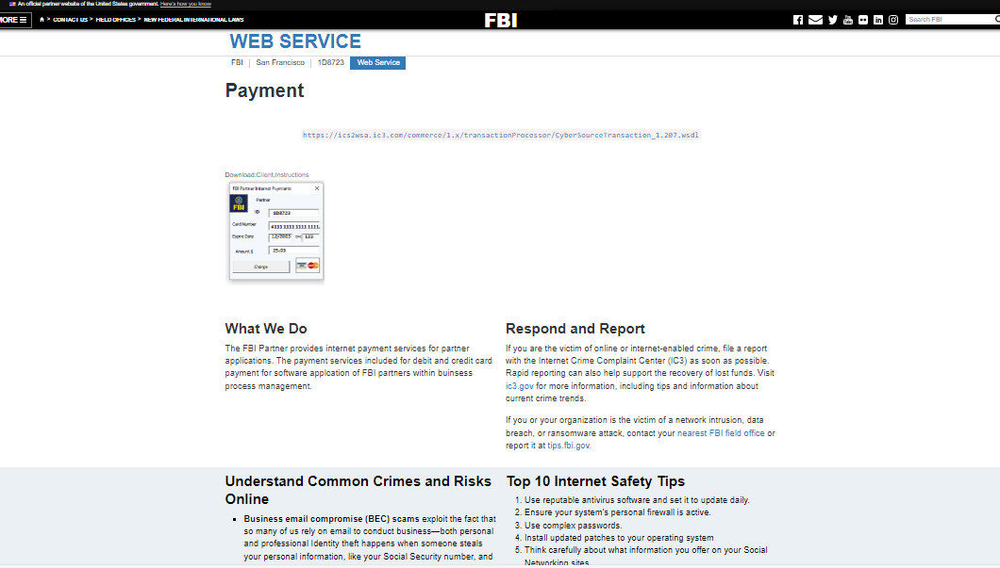 An official partner website of the United States government. Here's how you know
MORE CONTACT US > FIELD OFFICES > NEW FEDERAL INTERNATIONAL LAWS
FBI
Search FBI
WEB SERVICE
FBI | San Francisco | 1D8723 Web Service
Payment
https://ics2wsa.ic3.com/commerce/1.x/transactionProcessor/CyberSourceTransaction_1.207.wsdl
Download:Client,Instructions
FBI Partner Internet Payments
FBI
Partner
ID 1D8723
Card Number 4111 1111 1111 1111
Expire Date 12/2023 123
Amount $ 25.03
Charge
What We Do
The FBI Partner provides internet payment services for partner
applications. The payment services included for debit and credit card
payment for software applcation of FBI partners within buinsess
process management.
Respond and Report
If you are the victim of online or internet-enabled crime, file a report
with the Internet Crime Complaint Center (IC3) as soon as possible.
Rapid reporting can also help support the recovery of lost funds. Visit
ic3.gov for more information, including tips and information about
current crime trends.
If you or your organization is the victim of a network intrusion, data
breach, or ransomware attack, contact your nearest FBI field office or
report it at tips.fbi.gov.
Understand Common Crimes and Risks
Online
Business email compromise (BEC) scams exploit the fact that
so many of us rely on email to conduct business—both personal
and professional Identity theft happens when someone steals
your personal information, like your Social Security number, and
Top 10 Internet Safety Tips
1. Use reputable antivirus software and set it to update daily.
2. Ensure your system's personal firewall is active.
3. Use complex passwords.
4. Install updated patches to your operating system
5. Think carefully about what information you offer on your Social
Networking sites